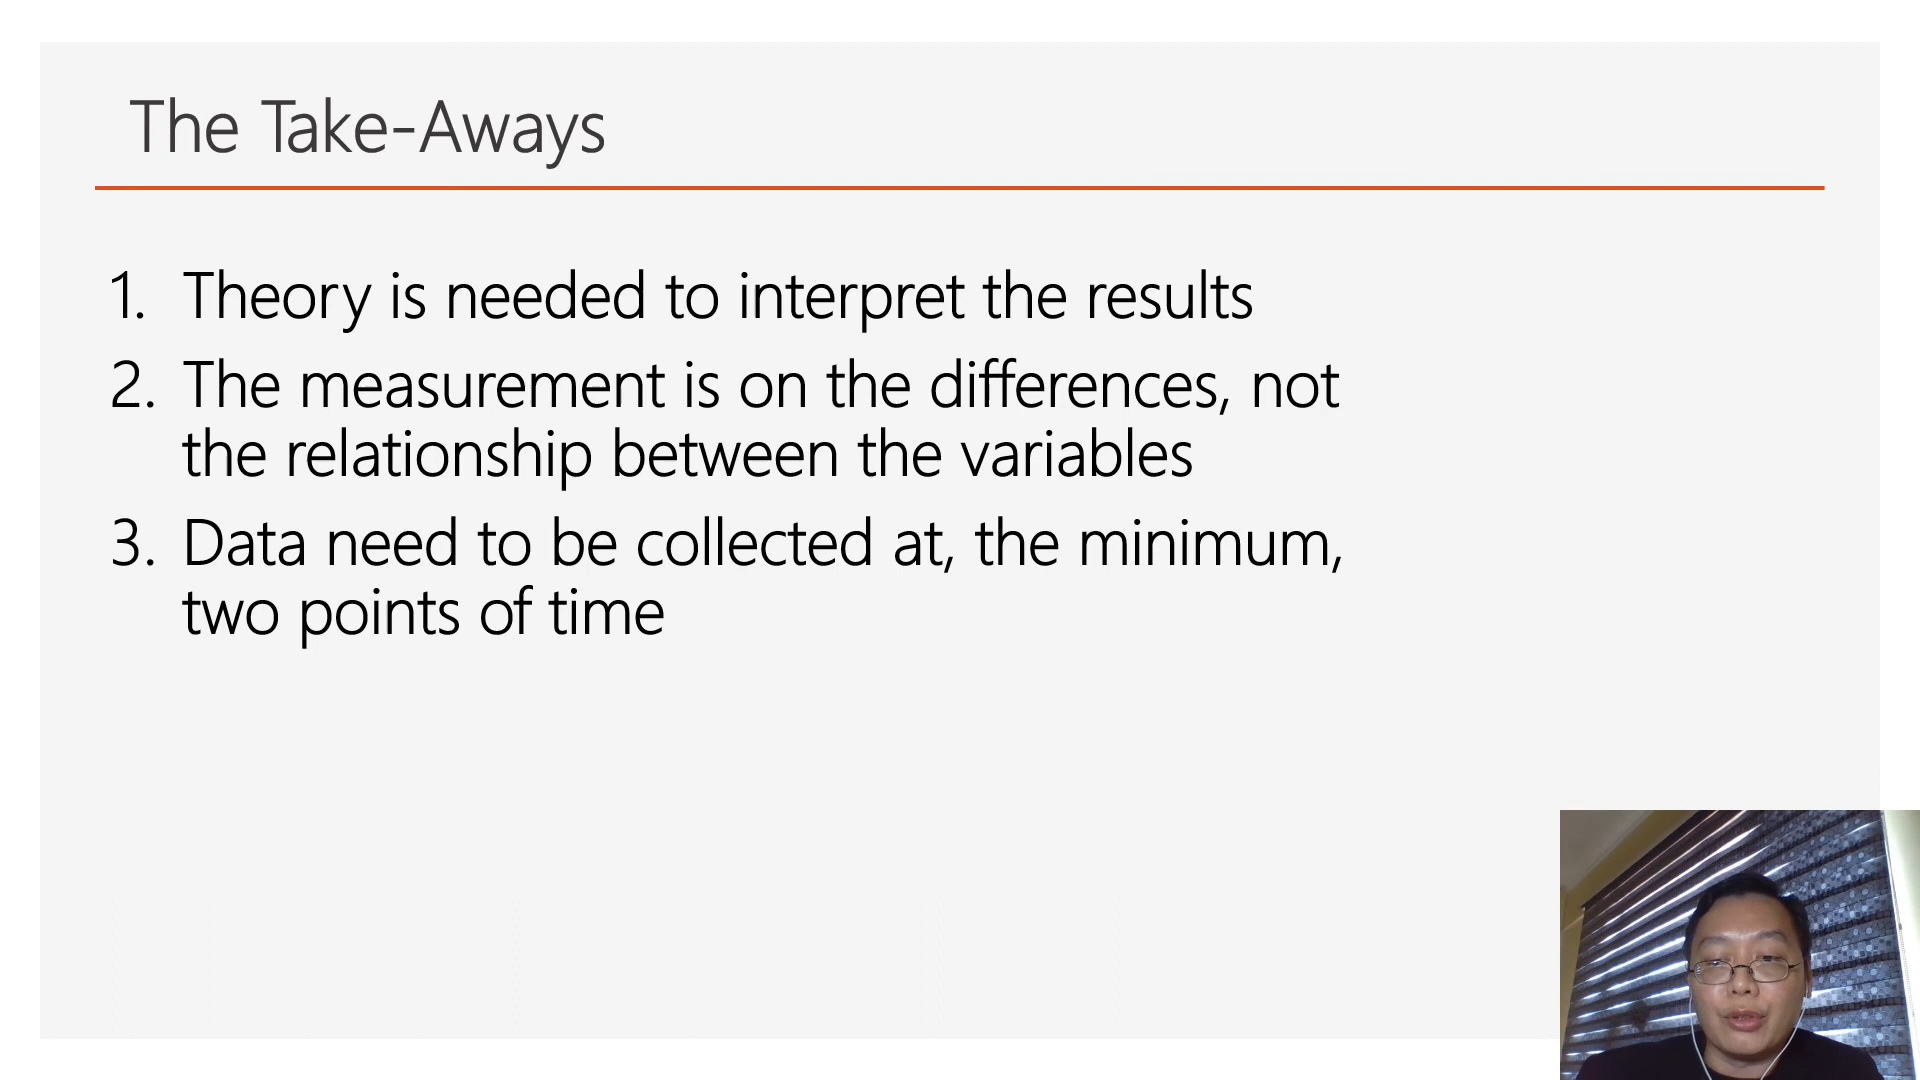 The Take-Aways
1. Theory is needed to interpret the results
2. The measurement is on the differences, not
the relationship between the variables
3. Data need to be collected at, the minimum,
two points of time